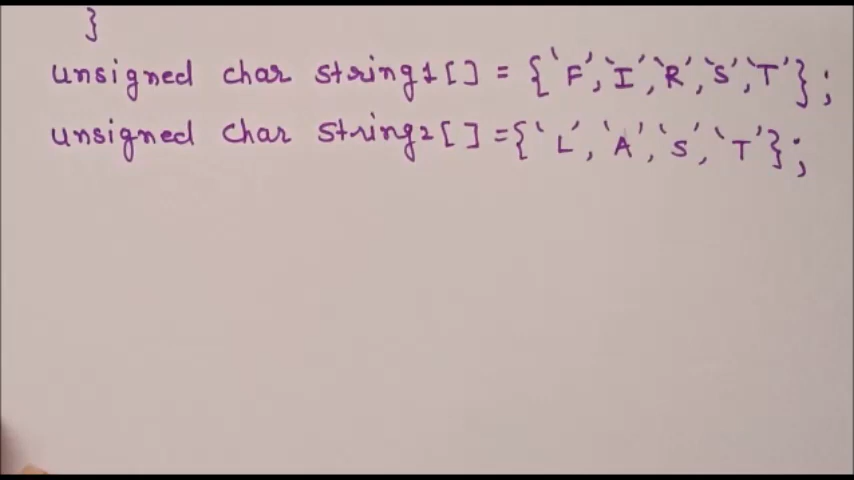 }
unsigned char string1[] = {'F','I','R','S','T'};
unsigned char string2[] = {'L','A','S','T'};